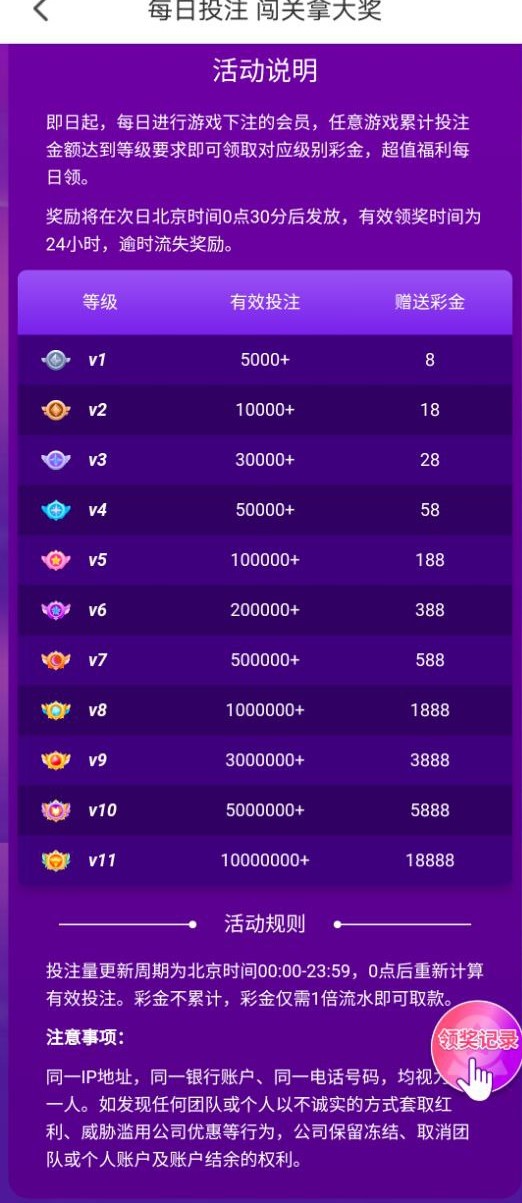 每日投注 闯关拿大奖
活动说明
即日起，每日进行游戏下注的会员，任意游戏累计投注
金额达到等级要求即可领取对应级别彩金，超值福利每
日领。
奖励将在次日北京时间0点30分后发放，有效领奖时间为
24小时，逾时流失奖励。
等级 有效投注 赠送彩金
v1 5000+ 8
v2 10000+ 18
v3 30000+ 28
v4 50000+ 58
v5 100000+ 188
v6 200000+ 388
v7 500000+ 588
v8 1000000+ 1888
v9 3000000+ 3888
v10 5000000+ 5888
v11 10000000+ 18888
活动规则
投注量更新周期为北京时间00:00-23:59，0点后重新计算
有效投注。彩金不累计，彩金仅需1倍流水即可取款。
领奖记录
注意事项：
同一IP地址，同一银行账户、同一电话号码，均视为
一人。如发现任何团队或个人以不诚实的方式套取红
利、威胁滥用公司优惠等行为，公司保留冻结、取消团
队或个人账户及账户结余的权利。